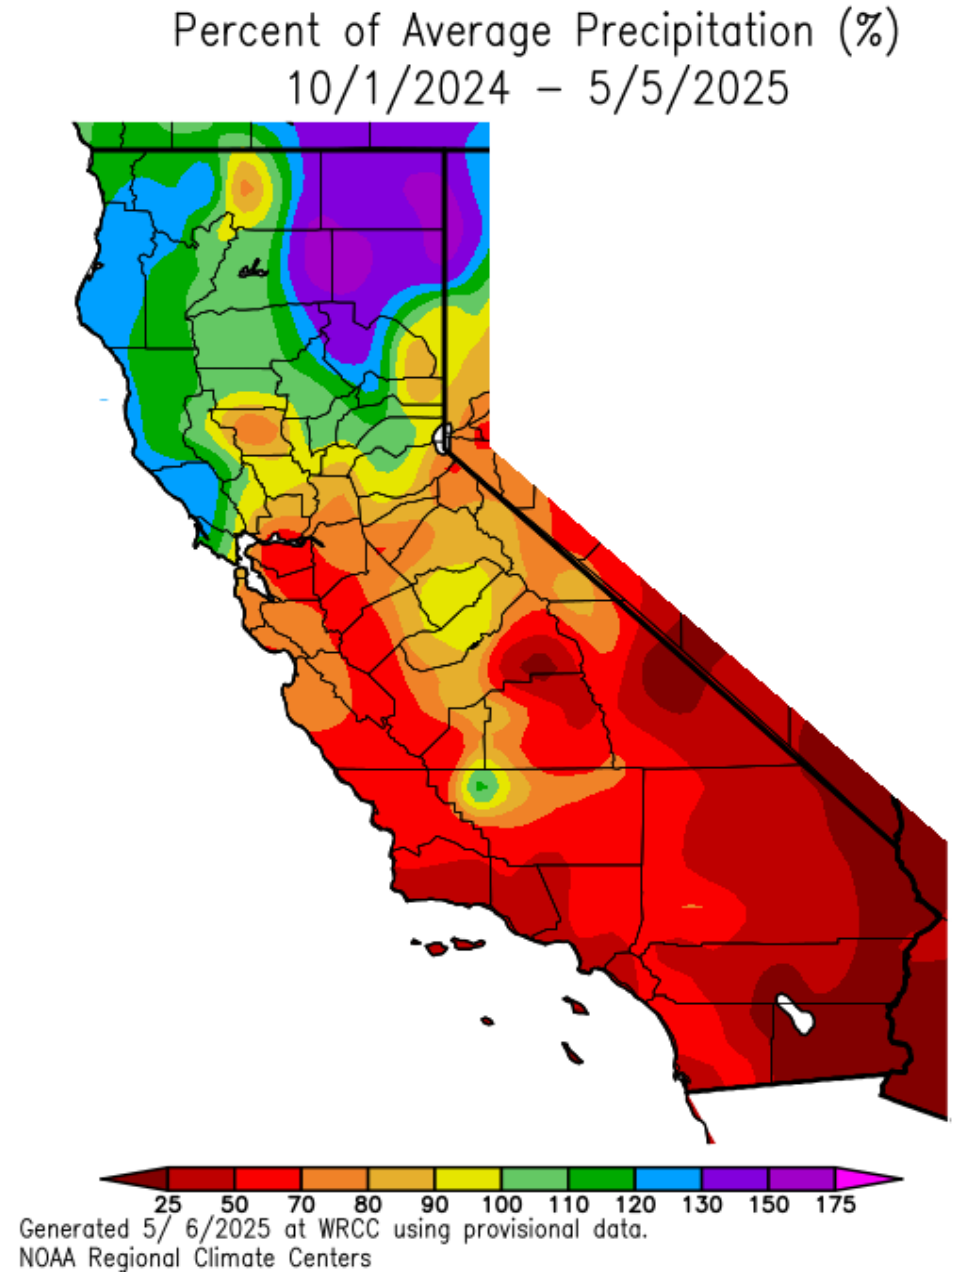 Percent of Average Precipitation (%)
10/1/2024 – 5/5/2025
25 50 70 80 90 100 110 120 130 150 175
Generated 5/ 6/2025 at WRCC using provisional data.
NOAA Regional Climate Centers